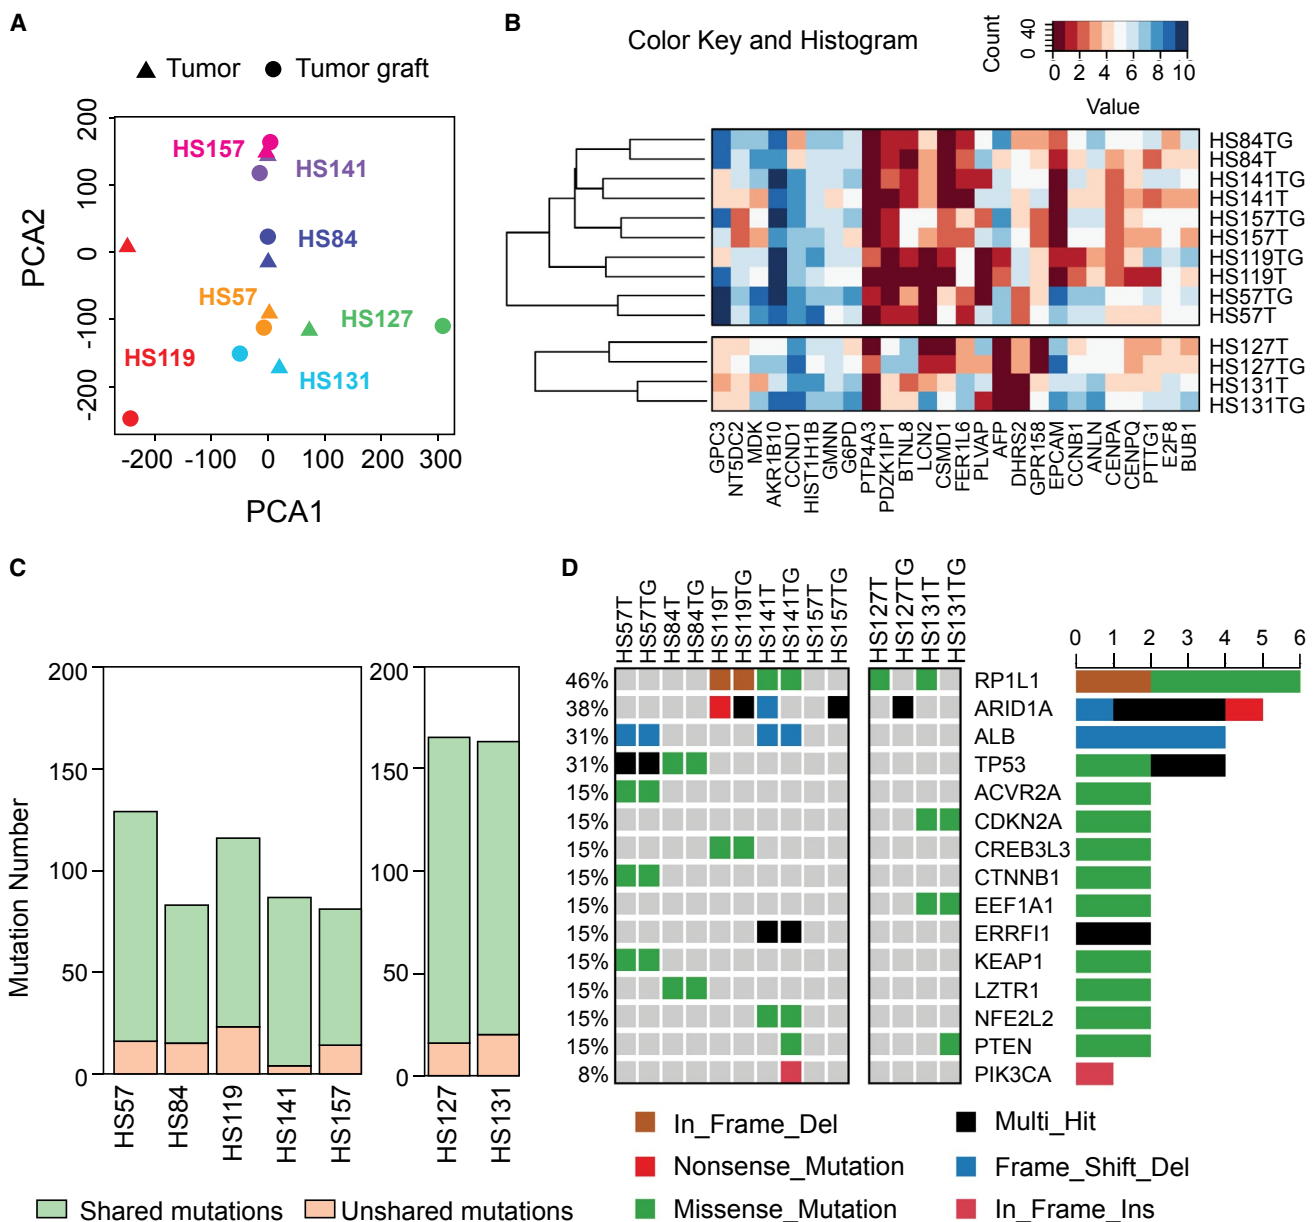 A
Tumor Tumor graft
200
100
0
-100
-200
PCA2
HS157
HS141
HS84
HS57
HS127
HS119
HS131
-200 -100 0 100 200 300
PCA1
B
Color Key and Histogram
Count
0 40
0 2 4 6 8 10
Value
HS84TG
HS84T
HS141TG
HS141T
HS157TG
HS157T
HS119TG
HS119T
HS57TG
HS57T
HS127T
HS127TG
HS131T
HS131TG
GPC3
NT5DC2
MDK
AKR1B10
CCND1
HIST1H1B
GMNN
G6PD
PTP4A3
PDZK1IP1
BTNL8
LCN2
CSMD1
FER1L6
PLVAP
AFP
DHRS2
GPR158
EPCAM
CCNB1
ANLN
CENPA
CENPQ
PTTG1
E2F8
BUB1
C
Mutation Number
200
150
100
50
0
HS57
HS84
HS119
HS141
HS157
200
150
100
50
0
HS127
HS131
Shared mutations Unshared mutations
D
HS57T
HS57TG
HS84T
HS84TG
HS119T
HS119TG
HS141T
HS141TG
HS157T
HS157TG
HS127T
HS127TG
HS131T
HS131TG
0 1 2 3 4 5 6
46% RP1L1
38% ARID1A
31% ALB
31% TP53
15% ACVR2A
15% CDKN2A
15% CREB3L3
15% CTNNB1
15% EEF1A1
15% ERRFI1
15% KEAP1
15% LZTR1
15% NFE2L2
15% PTEN
8% PIK3CA
In_Frame_Del Multi_Hit
Nonsense_Mutation Frame_Shift_Del
Missense_Mutation In_Frame_Ins